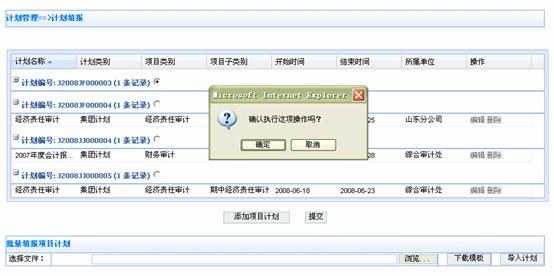 计划管理==>计划填报
计划名称 计划类别 项目类别 项目子类别 开始时间 结束时间 所属单位 操作
计划编号: J2008JF000003 (1 条记录)
计划编号: J2008JF000004 (1 条记录)
经济责任审计 集团计划 经济责任审计 25 山东分公司 编辑 删除
计划编号: J2008JJ000004 (1 条记录)
2007年度会计报... 集团计划 财务审计 28 综合审计处 编辑 删除
计划编号: J2008JJ000005 (1 条记录)
经济责任审计 集团计划 经济责任审计 期中经济责任审计 2008-06-18 2008-06-23 综合审计处 编辑 删除
Microsoft Internet Explorer
确认执行这项操作吗?
确定 取消
添加项目计划 提交
批量填报项目计划
选择文件: 浏览... 下载模板 导入计划